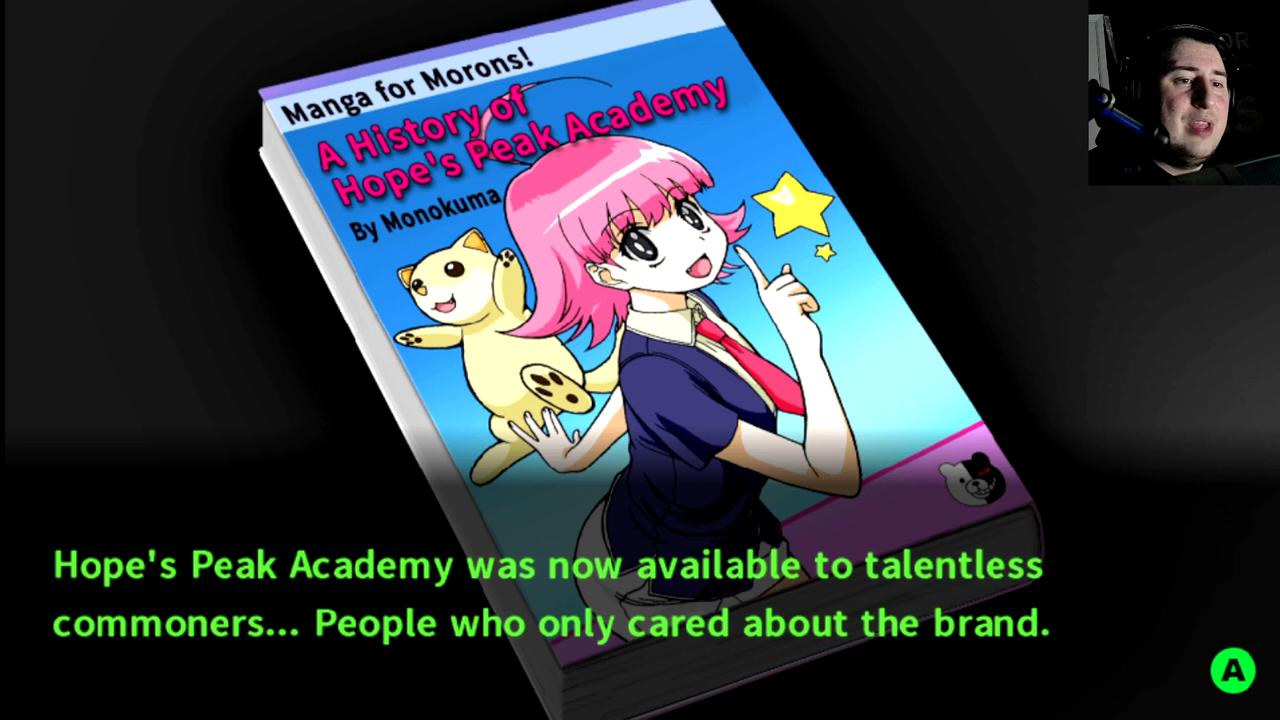 Manga for Morons!
A History of
Hope's Peak Academy
By Monokuma
Hope's Peak Academy was now available to talentless
commoners... People who only cared about the brand.
A